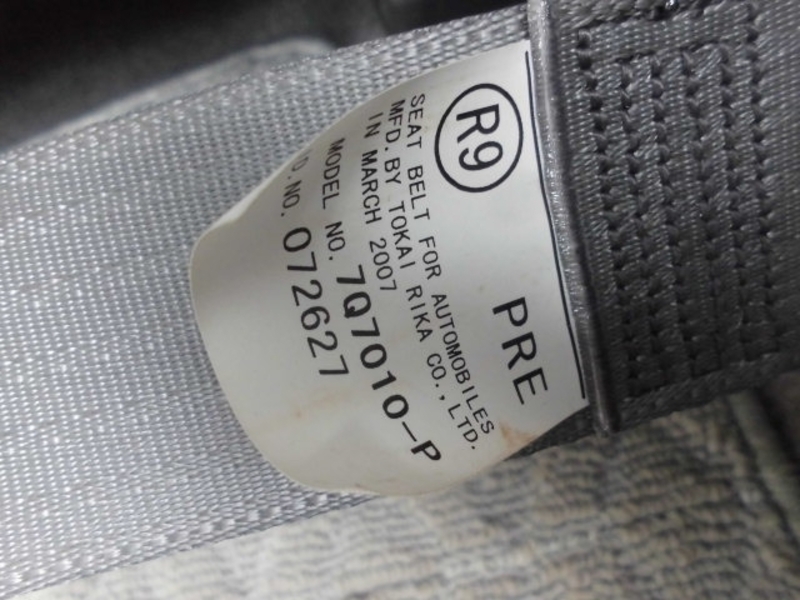 R9 PRE
SEAT BELT FOR AUTOMOBILES
MFD. BY TOKAI RIKA CO., LTD.
IN MARCH 2007
MODEL NO. 7Q7010-P
D. NO. 072627